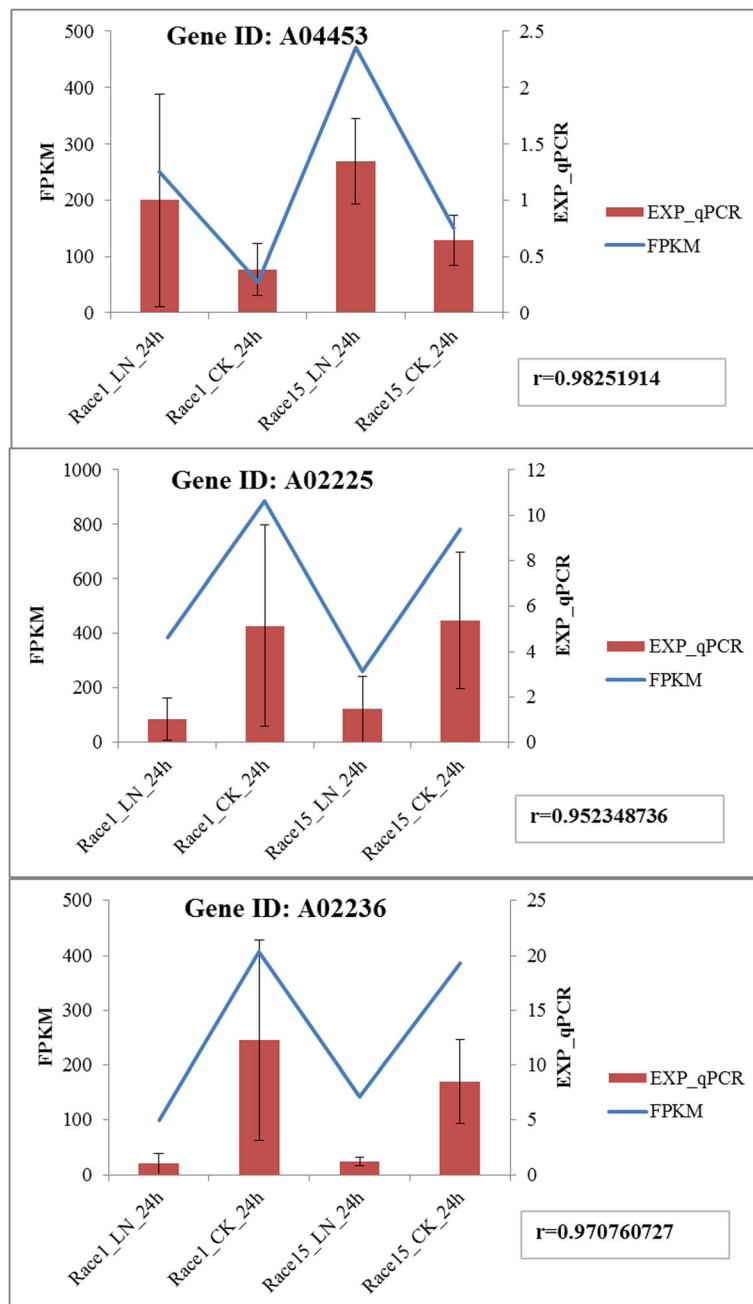 Gene ID: A04453
500
400
300
200
100
0
FPKM
2.5
2
1.5
1
0.5
0
EXP_qPCR
EXP_qPCR
FPKM
Race1_LN_24h
Race1_CK_24h
Race15_LN_24h
Race15_CK_24h
r=0.98251914
Gene ID: A02225
1000
800
600
400
200
0
FPKM
12
10
8
6
4
2
0
EXP_qPCR
EXP_qPCR
FPKM
Race1_LN_24h
Race1_CK_24h
Race15_LN_24h
Race15_CK_24h
r=0.952348736
Gene ID: A02236
500
400
300
200
100
0
FPKM
25
20
15
10
5
0
EXP_qPCR
EXP_qPCR
FPKM
Race1_LN_24h
Race1_CK_24h
Race15_LN_24h
Race15_CK_24h
r=0.970760727